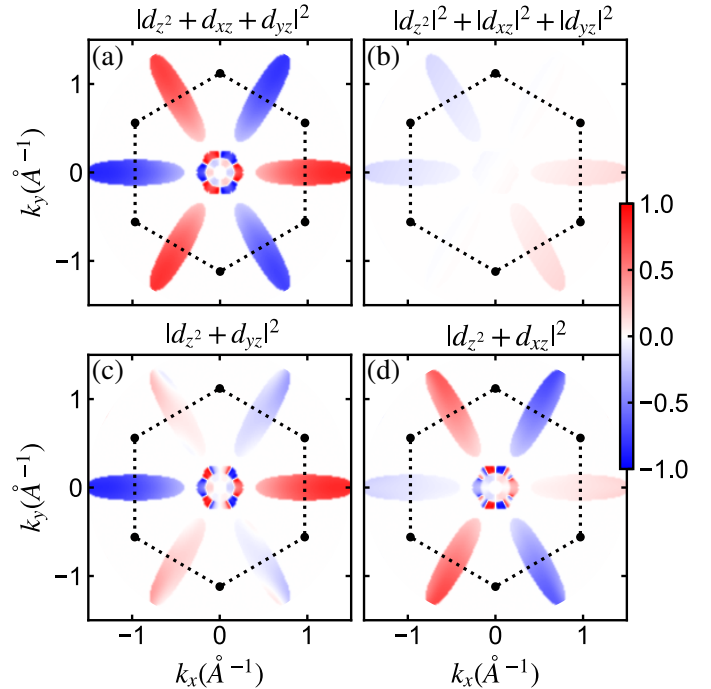 |d_{z^2} + d_{xz} + d_{yz}|^2
|d_{z^2}|^2 + |d_{xz}|^2 + |d_{yz}|^2
(a)
(b)
1
0
−1
k_y(Å^{−1})
1.0
0.5
0.0
−0.5
−1.0
|d_{z^2} + d_{yz}|^2
|d_{z^2} + d_{xz}|^2
(c)
(d)
1
0
−1
k_y(Å^{−1})
−1 0 1
−1 0 1
k_x(Å^{−1})
k_x(Å^{−1})